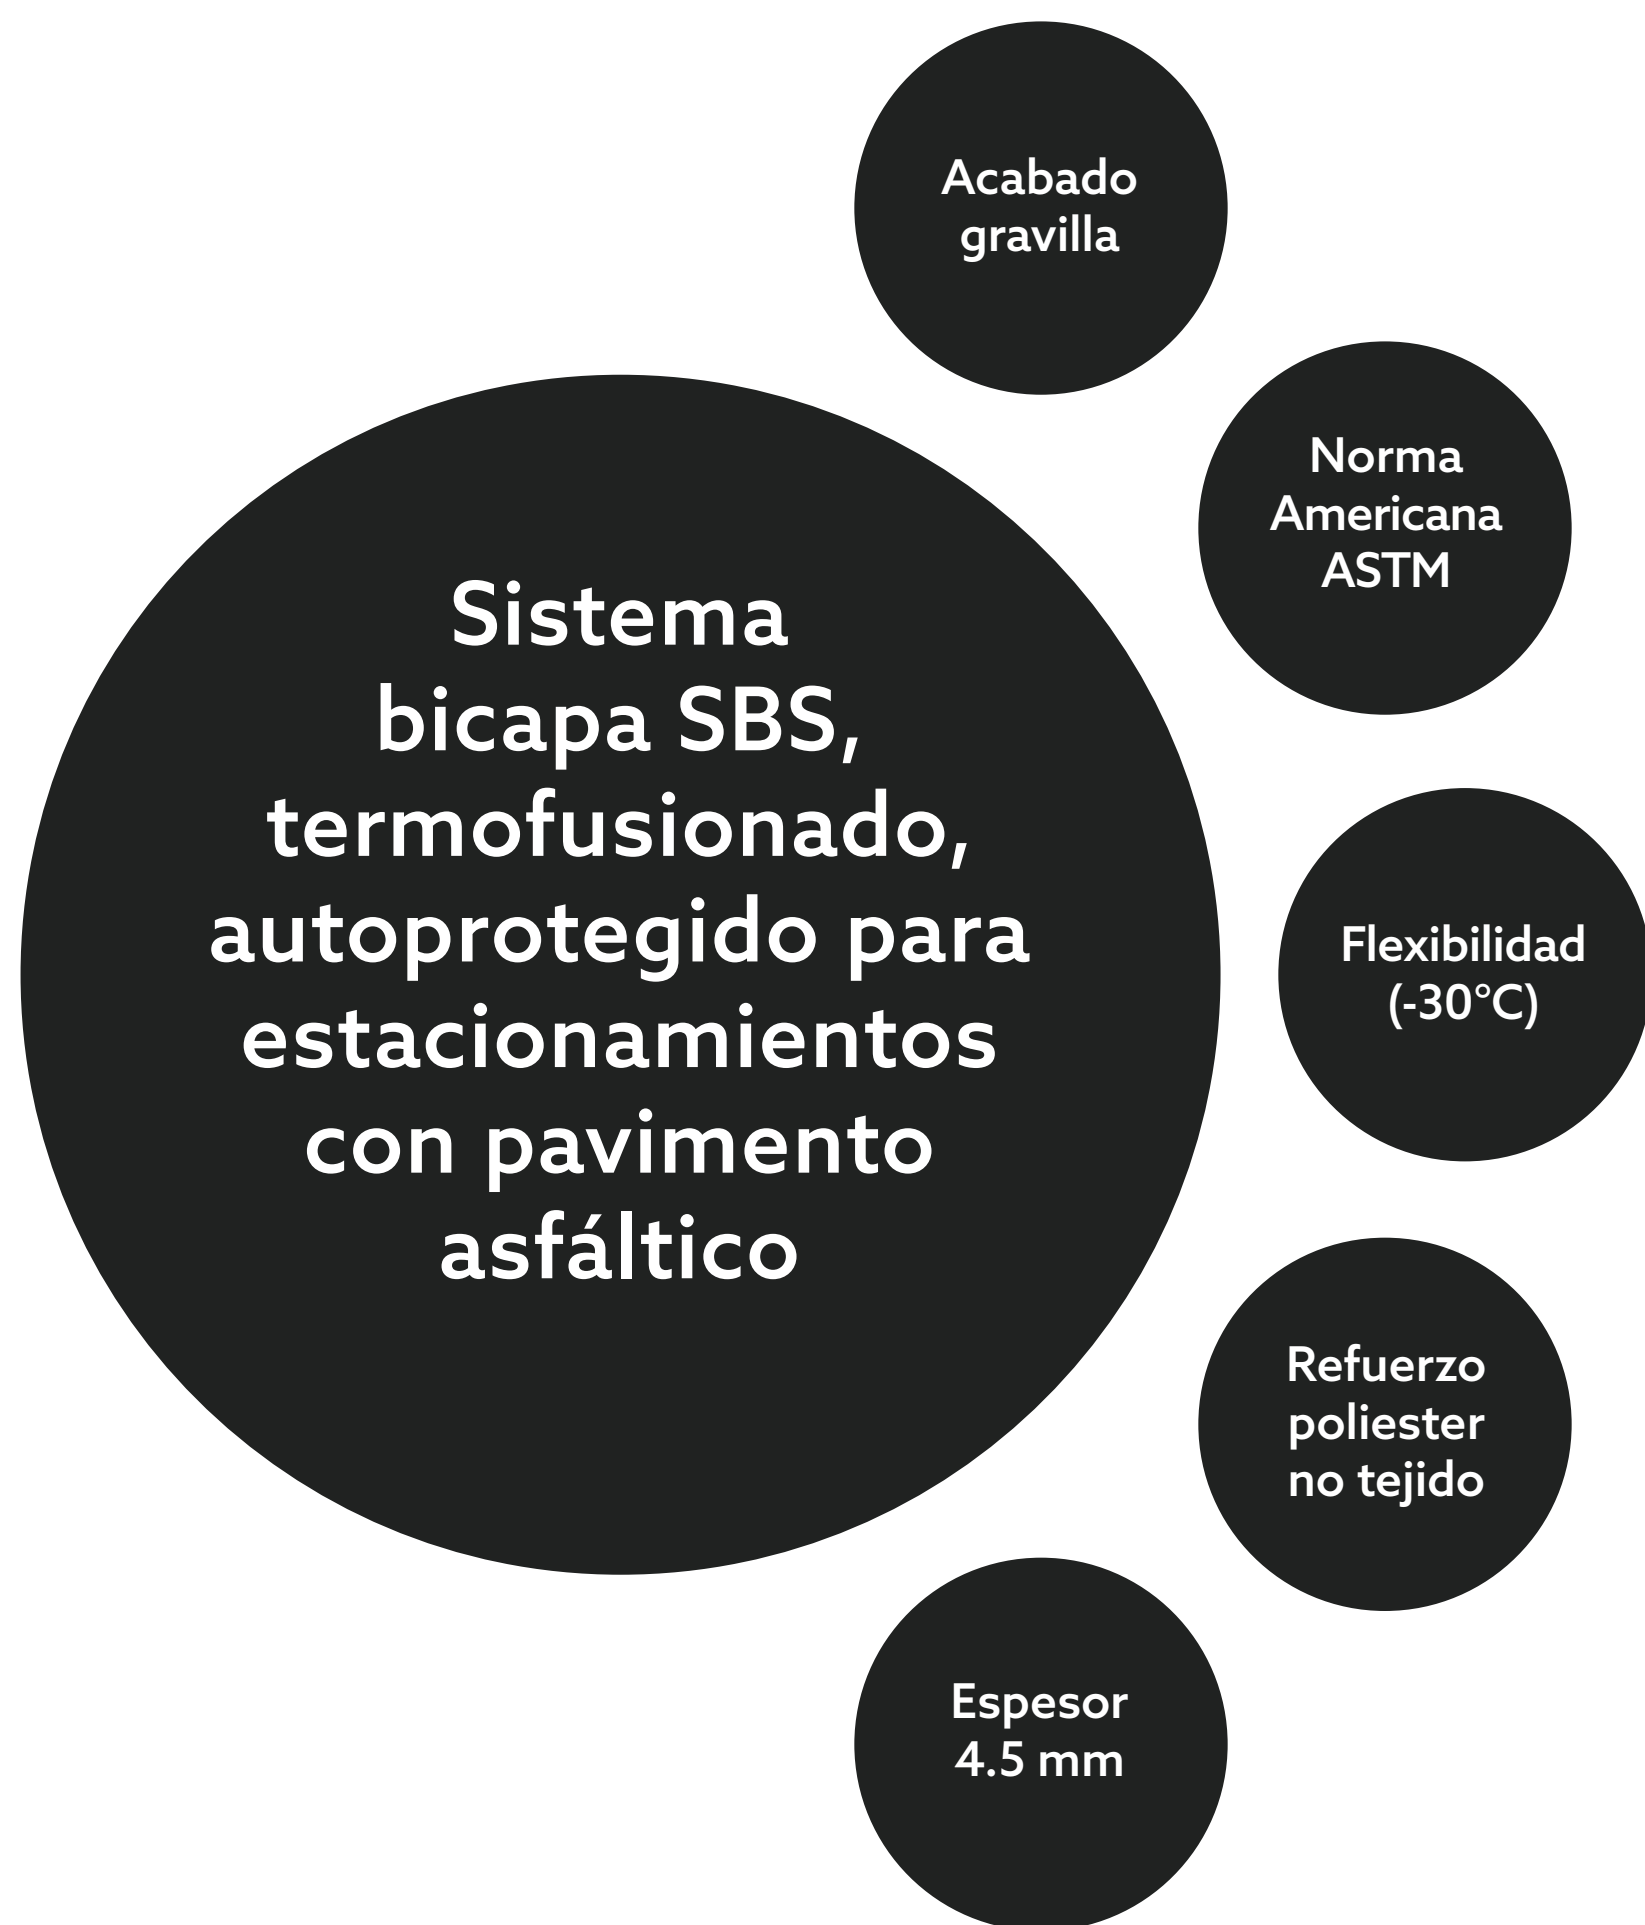 Acabado
gravilla
Norma
Americana
ASTM
Sistema
bicapa SBS,
termofusionado,
autoprotegido para
estacionamientos
con pavimento
asfáltico
Flexibilidad
(-30°C)
Refuerzo
poliester
no tejido
Espesor
4.5 mm